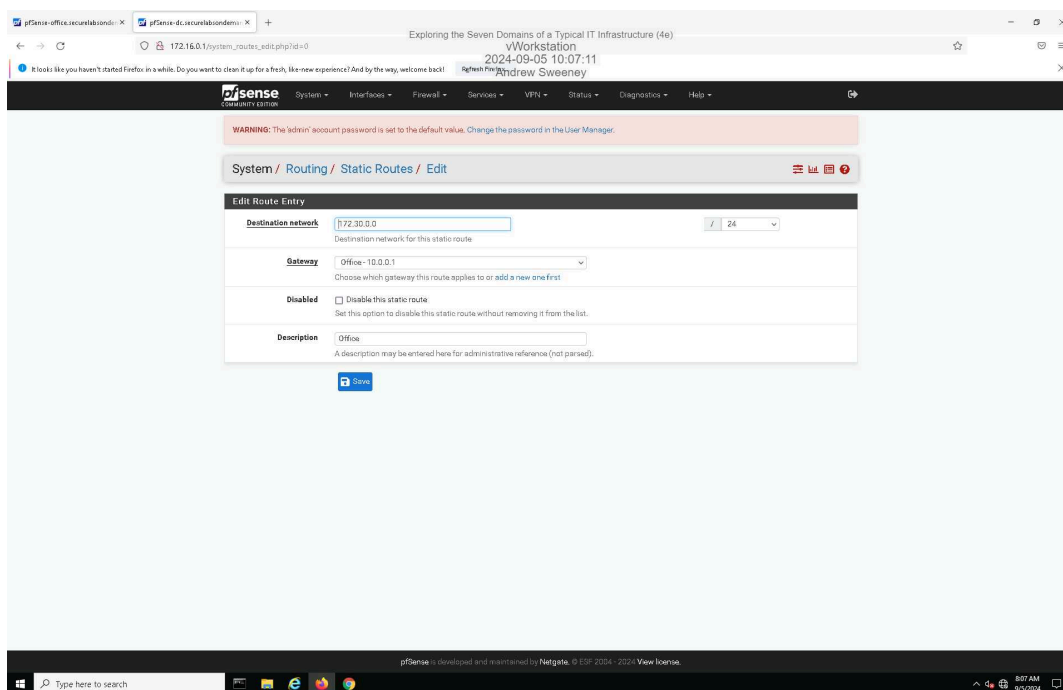 pfSense-office.securelabsonde
pfSense-dc.securelabsondeman
Exploring the Seven Domains of a Typical IT Infrastructure (4e)
172.16.0.1/system_routes_edit.php?id=0
vWorkstation
2024-09-05 10:07:11
It looks like you haven't started Firefox in a while. Do you want to clean it up for a fresh, like-new experience? And by the way, welcome back!
Refresh Firefox
Andrew Sweeney
pfsense
COMMUNITY EDITION
System
Interfaces
Firewall
Services
VPN
Status
Diagnostics
Help
WARNING: The 'admin' account password is set to the default value. Change the password in the User Manager.
System / Routing / Static Routes / Edit
Edit Route Entry
Destination network
172.30.0.0
/ 24
Destination network for this static route
Gateway
Office - 10.0.0.1
Choose which gateway this route applies to or add a new one first
Disabled
Disable this static route
Set this option to disable this static route without removing it from the list.
Description
Office
A description may be entered here for administrative reference (not parsed).
Save
pfSense is developed and maintained by Netgate. © ESF 2004 - 2024 View license.
Type here to search
8:07 AM
9/5/2024